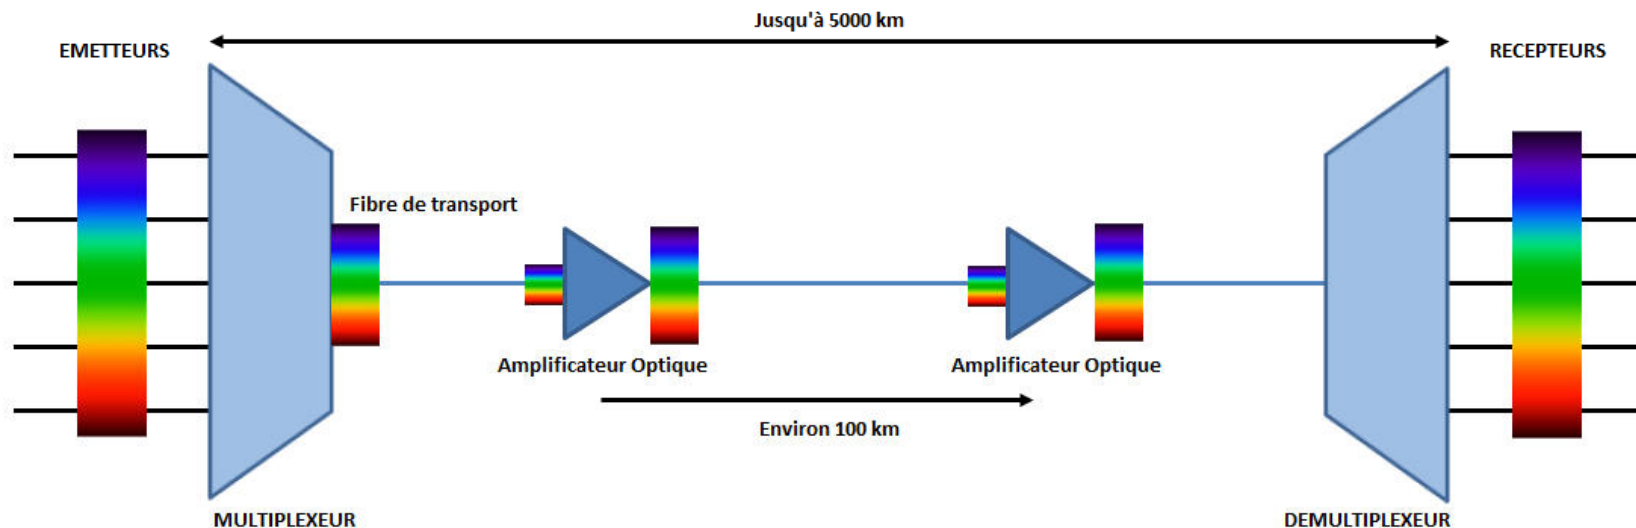 Jusqu'à 5000 km
EMETTEURS
RECEPTEURS
Fibre de transport
Amplificateur Optique
Amplificateur Optique
Environ 100 km
MULTIPLEXEUR
DEMULTIPLEXEUR